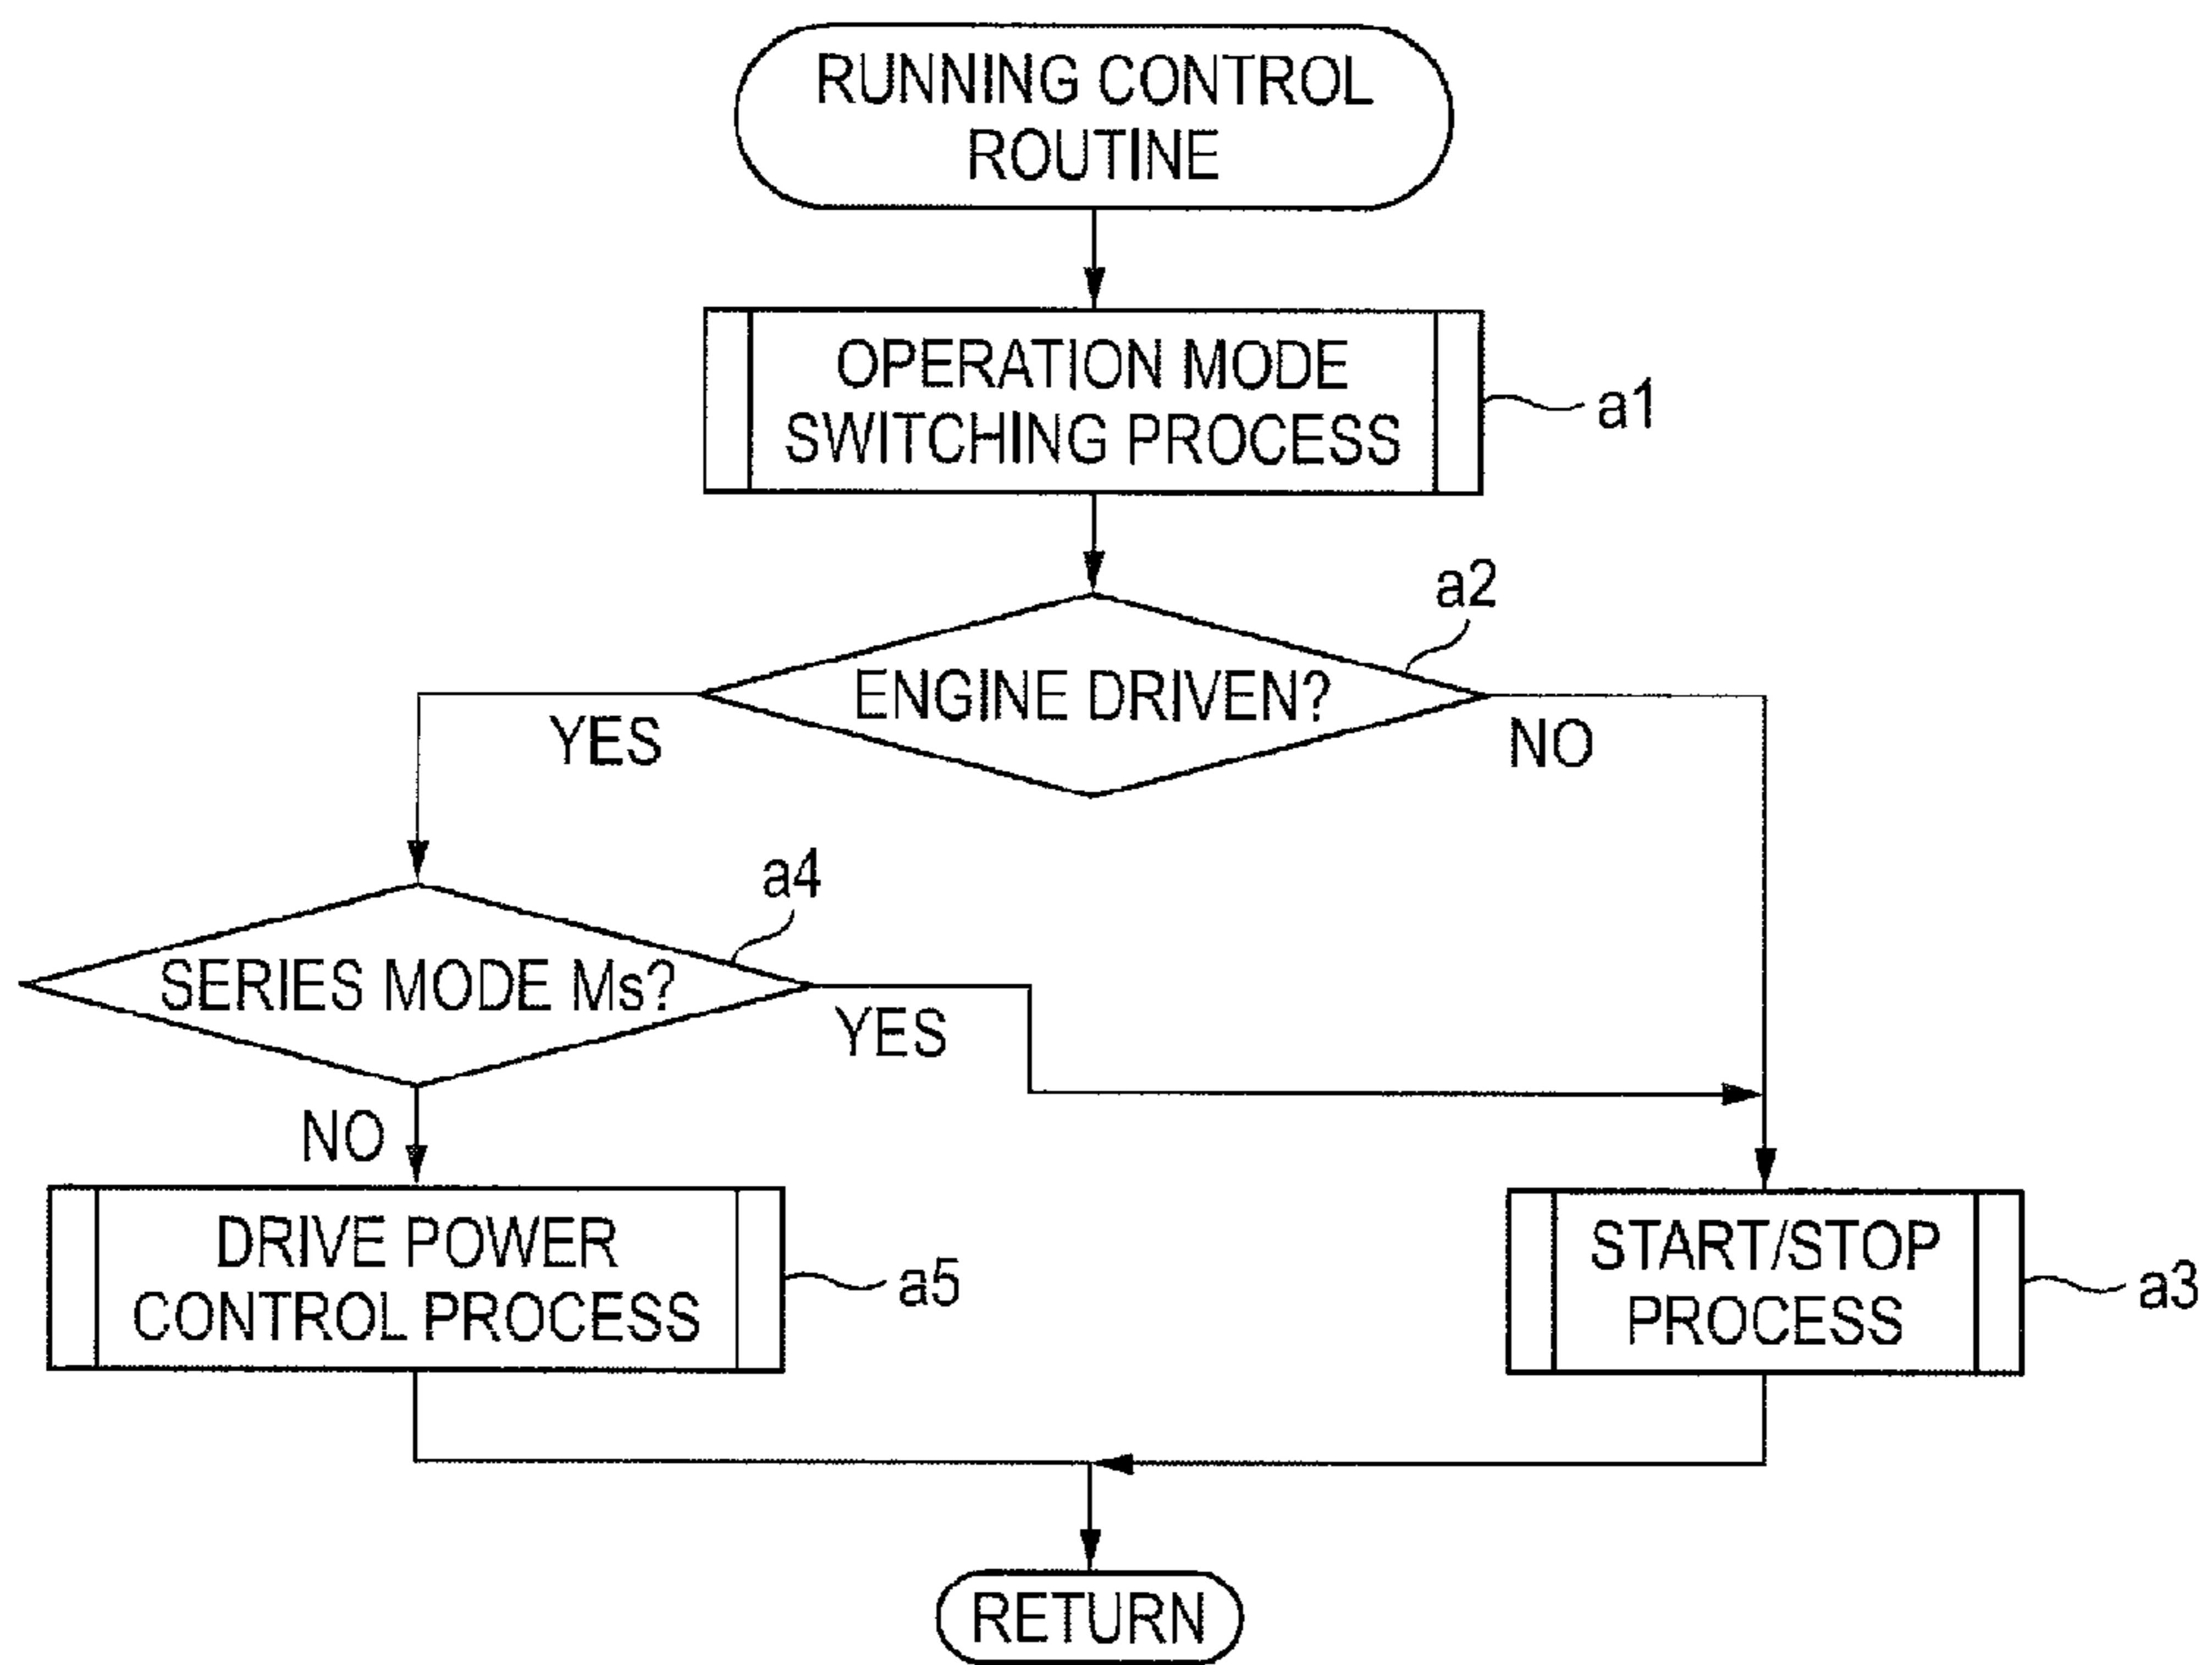 RUNNING CONTROL
ROUTINE
OPERATION MODE
SWITCHING PROCESS
a1
a2
ENGINE DRIVEN?
YES
NO
a4
SERIES MODE Ms?
YES
NO
DRIVE POWER
CONTROL PROCESS
a5
START/STOP
PROCESS
a3
RETURN